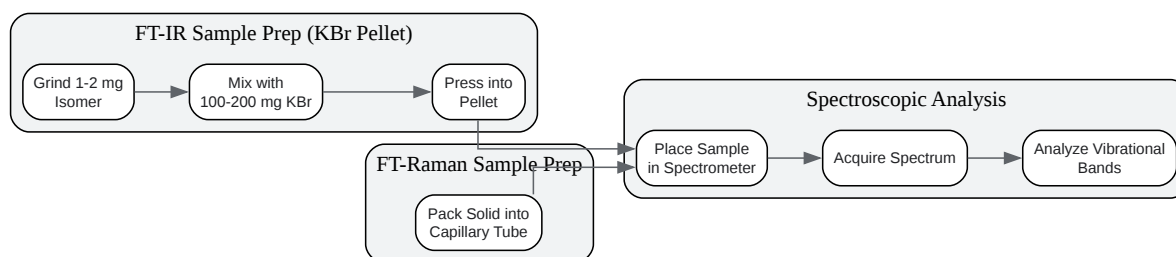 FT-IR Sample Prep (KBr Pellet)
Grind 1-2 mg
Isomer
Mix with
100-200 mg KBr
Press into
Pellet
FT-Raman Sample Prep
Pack Solid into
Capillary Tube
Spectroscopic Analysis
Place Sample
in Spectrometer
Acquire Spectrum
Analyze Vibrational
Bands